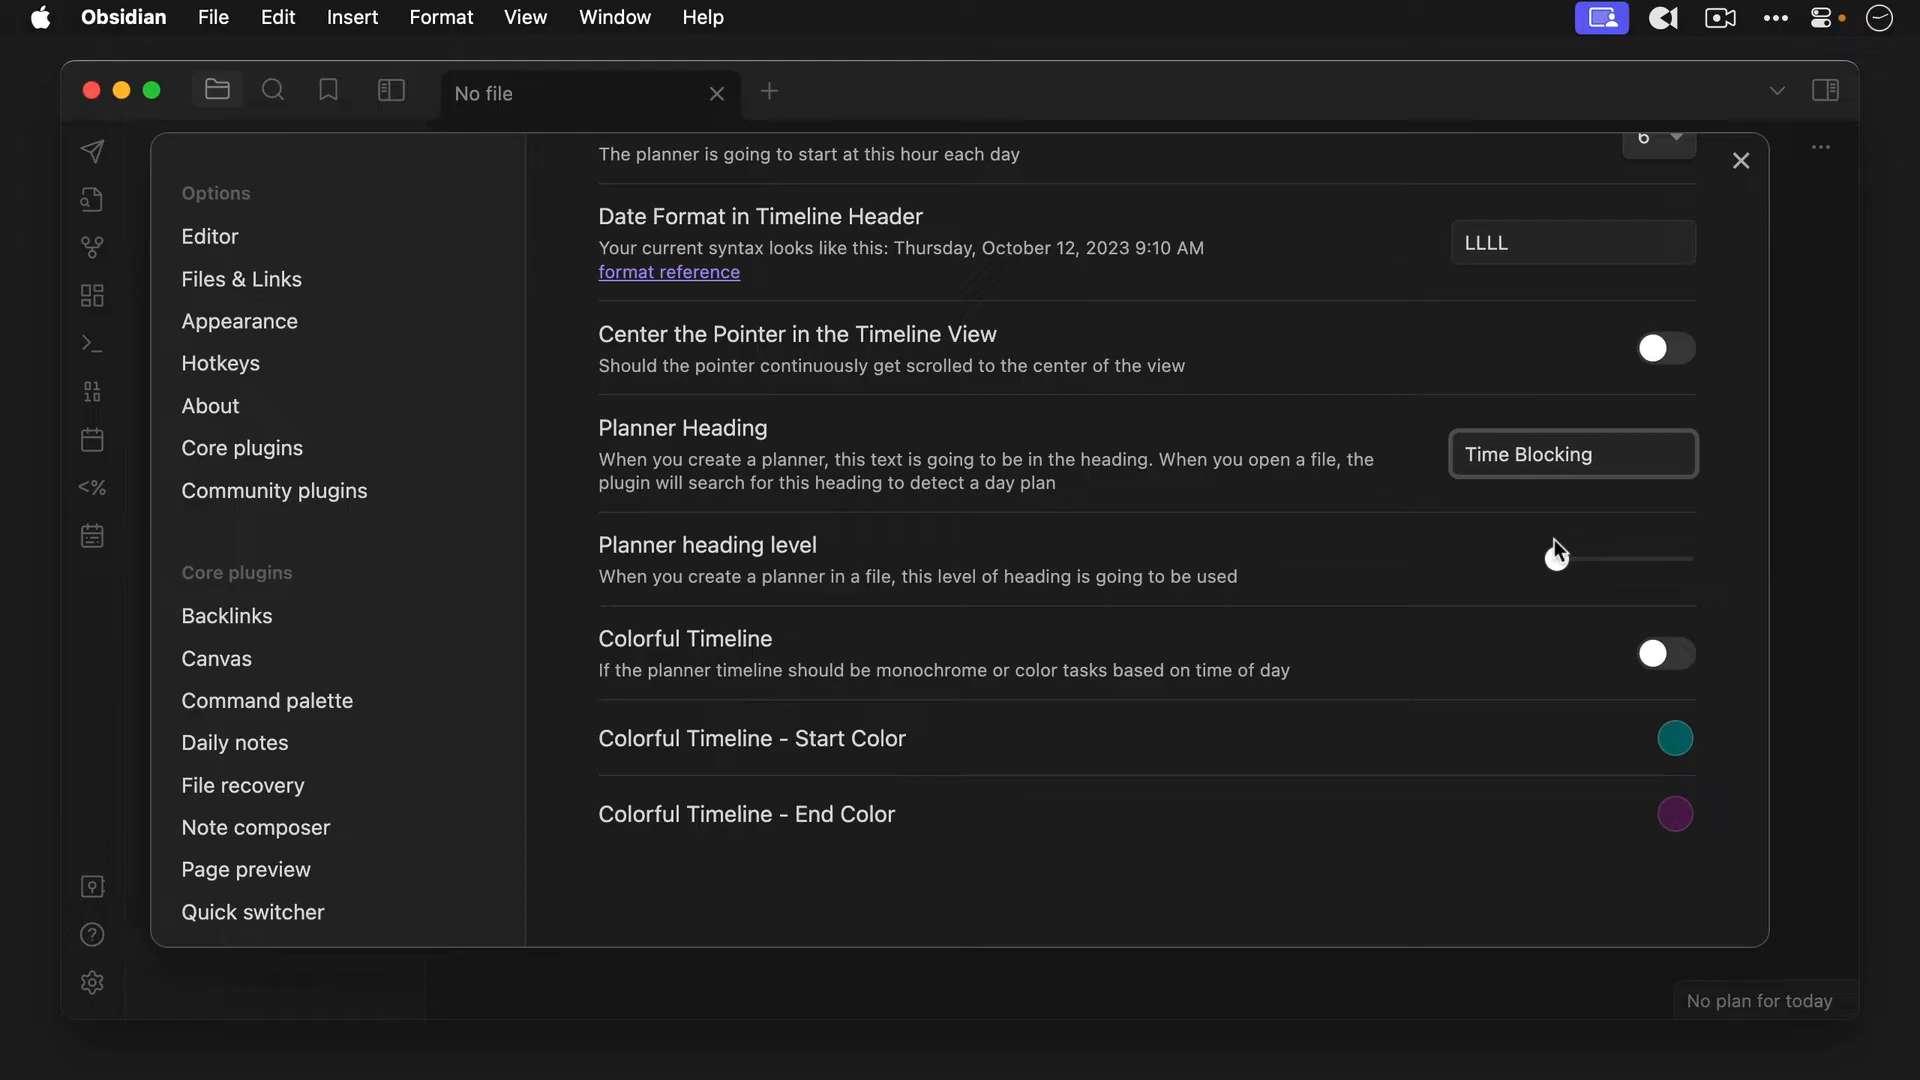 Obsidian File Edit Insert Format View Window Help
No file
Options
Editor
Files & Links
Appearance
Hotkeys
About
Core plugins
Community plugins
Core plugins
Backlinks
Canvas
Command palette
Daily notes
File recovery
Note composer
Page preview
Quick switcher
The planner is going to start at this hour each day
6
Date Format in Timeline Header
Your current syntax looks like this: Thursday, October 12, 2023 9:10 AM
format reference
LLLL
Center the Pointer in the Timeline View
Should the pointer continuously get scrolled to the center of the view
Planner Heading
When you create a planner, this text is going to be in the heading. When you open a file, the
plugin will search for this heading to detect a day plan
Time Blocking
Planner heading level
When you create a planner in a file, this level of heading is going to be used
Colorful Timeline
If the planner timeline should be monochrome or color tasks based on time of day
Colorful Timeline - Start Color
Colorful Timeline - End Color
No plan for today